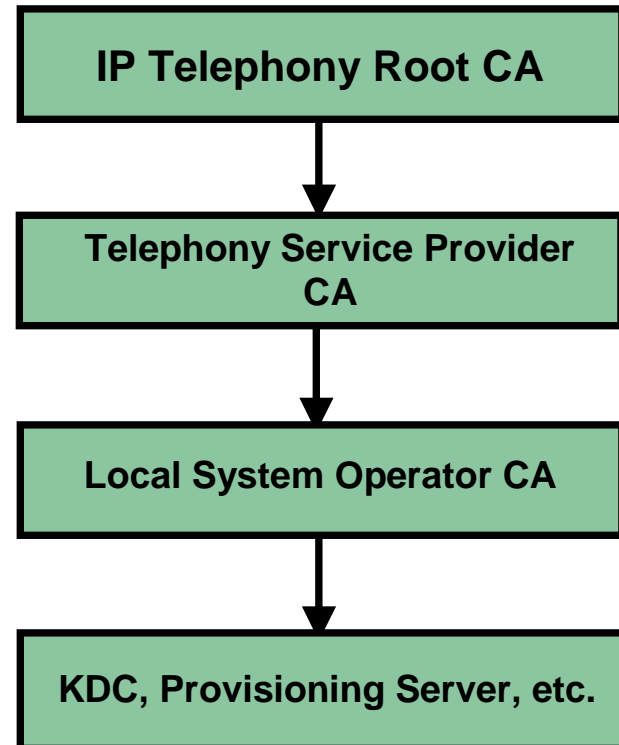 IP Telephony Root CA
Telephony Service Provider
CA
Local System Operator CA
KDC, Provisioning Server, etc.